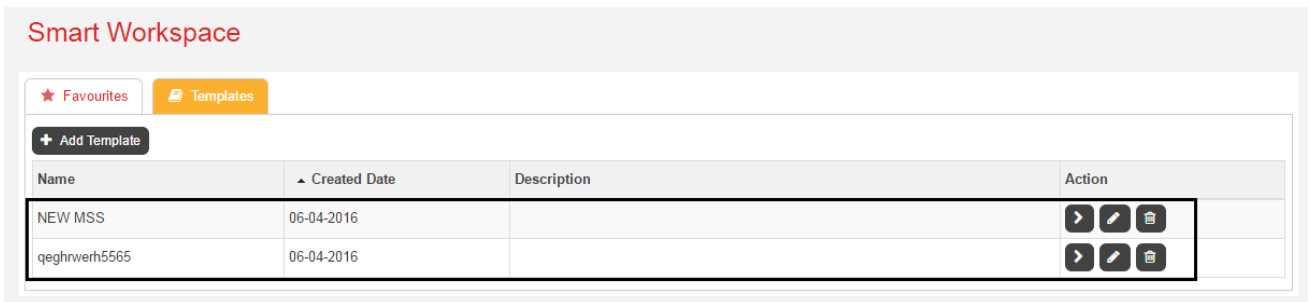 Smart Workspace
Favourites Templates
Add Template
Name Created Date Description Action
NEW MSS 06-04-2016
qeghrwerh5565 06-04-2016